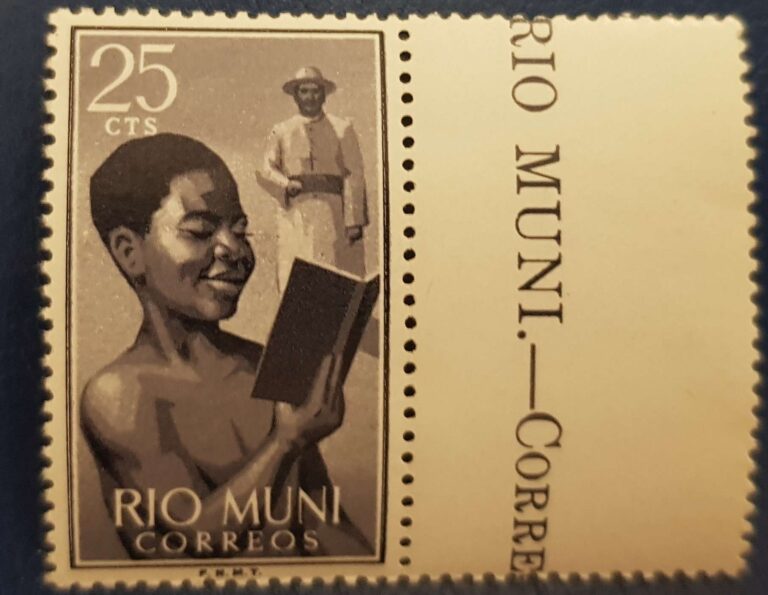 25
CTS
RIO MUNI
CORREOS
F.N.M.T.
RIO MUNI.—CORRE